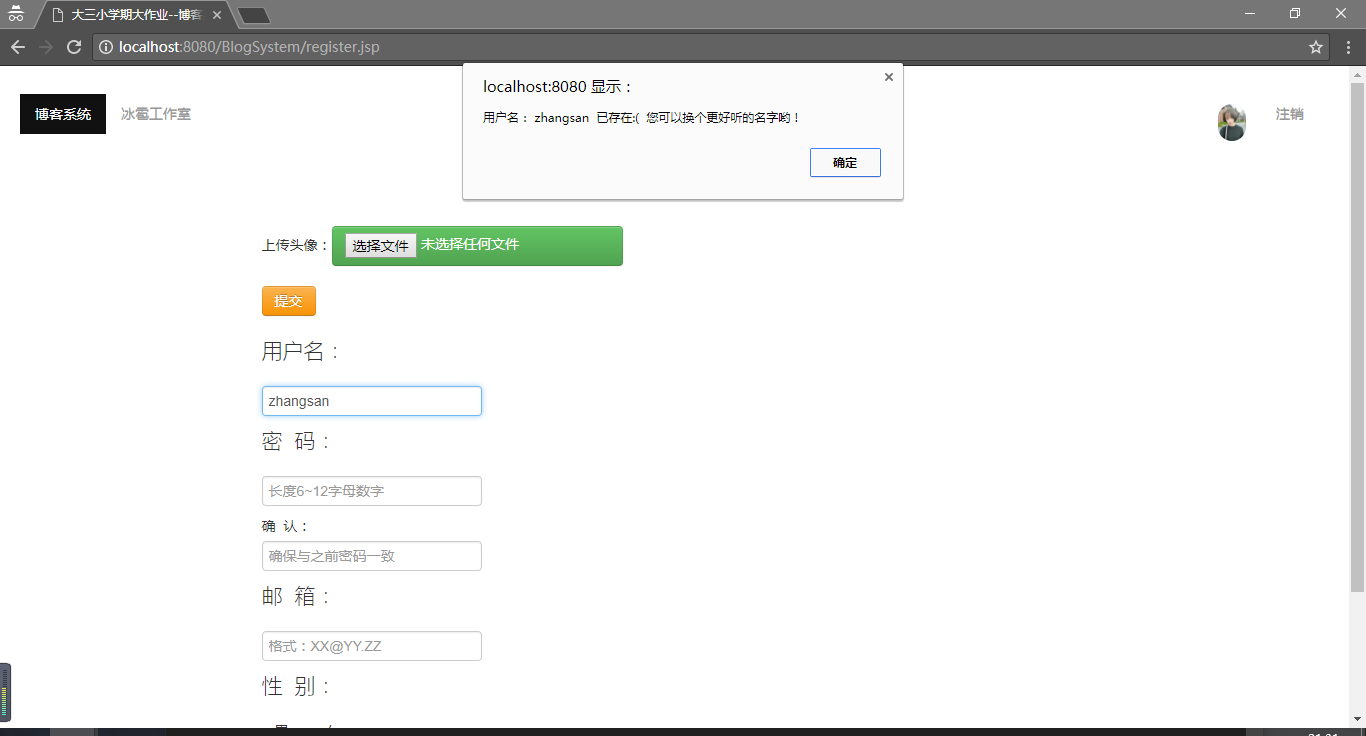 大三小学期大作业--博客
localhost:8080/BlogSystem/register.jsp
localhost:8080 显示：
用户名： zhangsan 已存在:( 您可以换个更好听的名字哟！
确定
博客系统 冰雹工作室 注销
上传头像： 选择文件 未选择任何文件
提交
用户名：
zhangsan
密 码：
长度6~12字母数字
确 认：
确保与之前密码一致
邮 箱：
格式：XX@YY.ZZ
性 别：